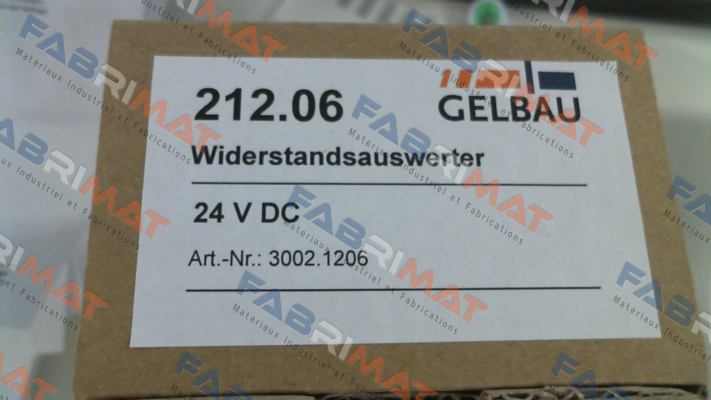 212.06
GELBAU
Widerstandsauswerter
24 V DC
Art.-Nr.: 3002.1206
FABRIMAT
Materiaux Industriel et Fabrications